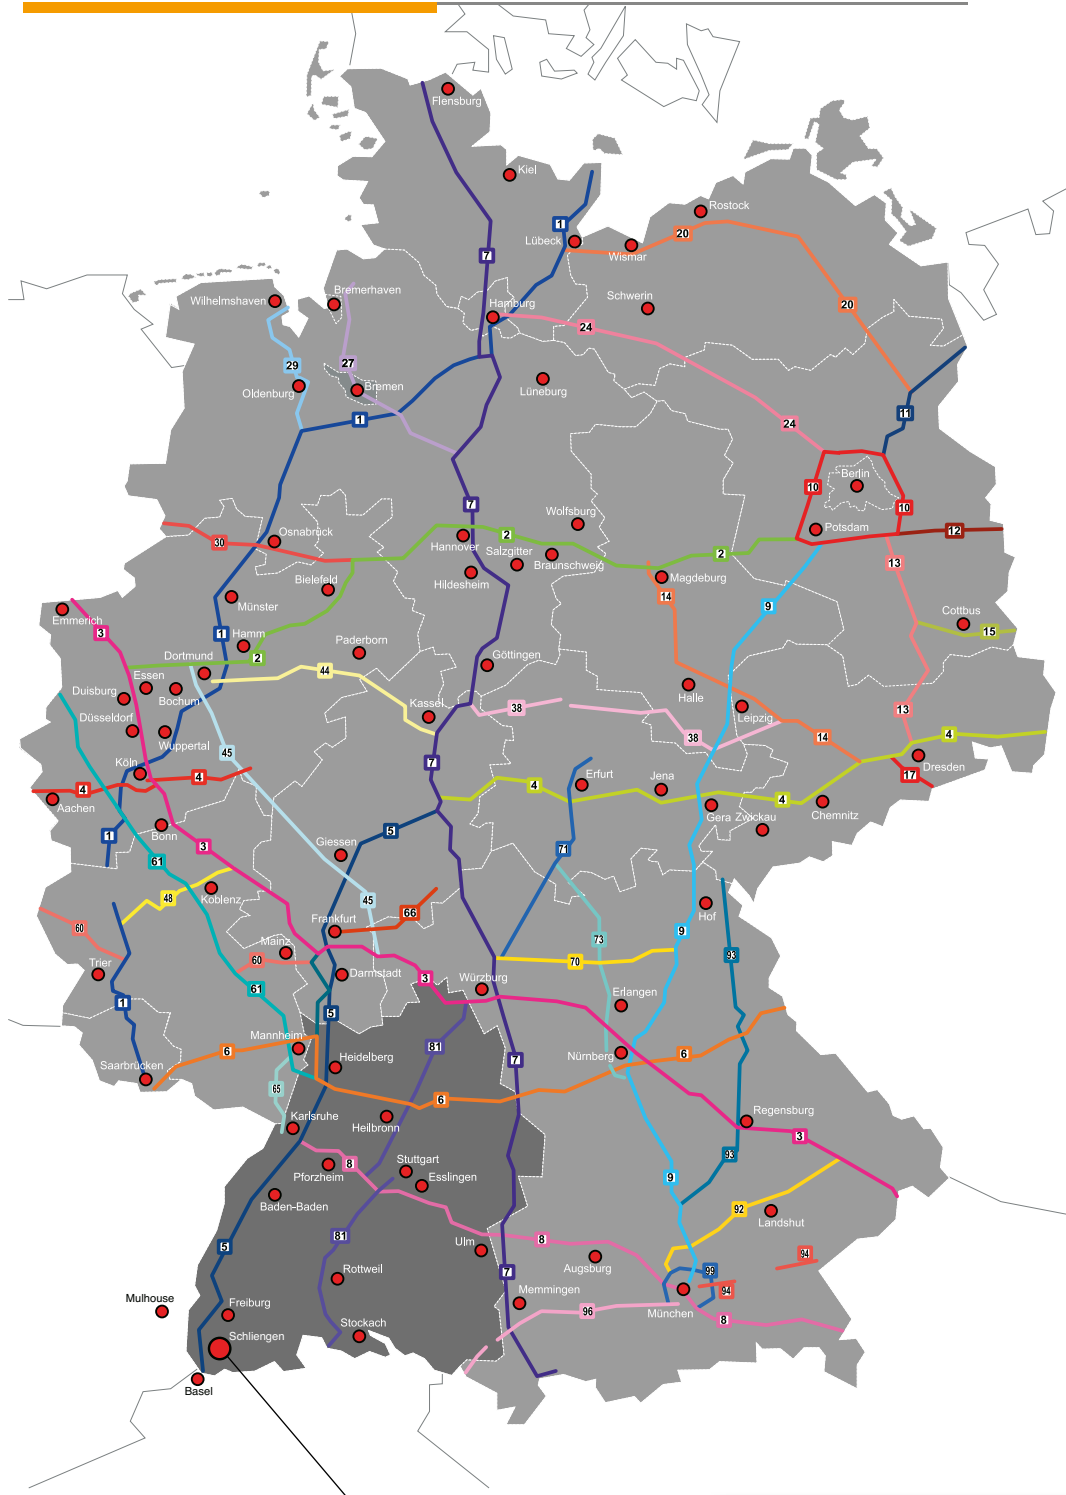 Flensburg
Kiel
Rostock
1
20
Lübeck
Wismar
7
Bremerhaven
Wilhelmshaven
Schwerin
20
Hamburg
24
27
29
Bremen
Oldenburg
Lüneburg
11
1
24
Berlin
10
10
7
Wolfsburg
Potsdam
12
Osnabrück
30
2
Hannover
Salzgitter
2
Braunschweig
13
Hildesheim
Magdeburg
Bielefeld
14
Münster
9
Emmerich
Cottbus
3
1
Hamm
15
Paderborn
Dortmund
2
Göttingen
44
Essen
Duisburg
Bochum
Halle
Kassel
38
13
Düsseldorf
Leipzig
Wuppertal
38
14
4
45
Köln
7
Dresden
4
Erfurt
Jena
17
4
4
4
Aachen
Gera
Zwickau
Chemnitz
1
Bonn
5
3
Giessen
71
61
Koblenz
48
45
66
Hof
60
Frankfurt
9
73
Mainz
93
Trier
60
70
Darmstadt
3
Würzburg
61
Erlangen
1
5
Mannheim
81
6
Heidelberg
7
Nürnberg
6
Saarbrücken
65
6
Karlsruhe
Regensburg
Heilbronn
3
8
Stuttgart
93
Pforzheim
Esslingen
9
Baden-Baden
92
Landshut
81
Ulm
8
5
94
Augsburg
Rottweil
7
99
Memmingen
94
Mulhouse
Freiburg
96
München
Stockach
8
Schliengen
Basel